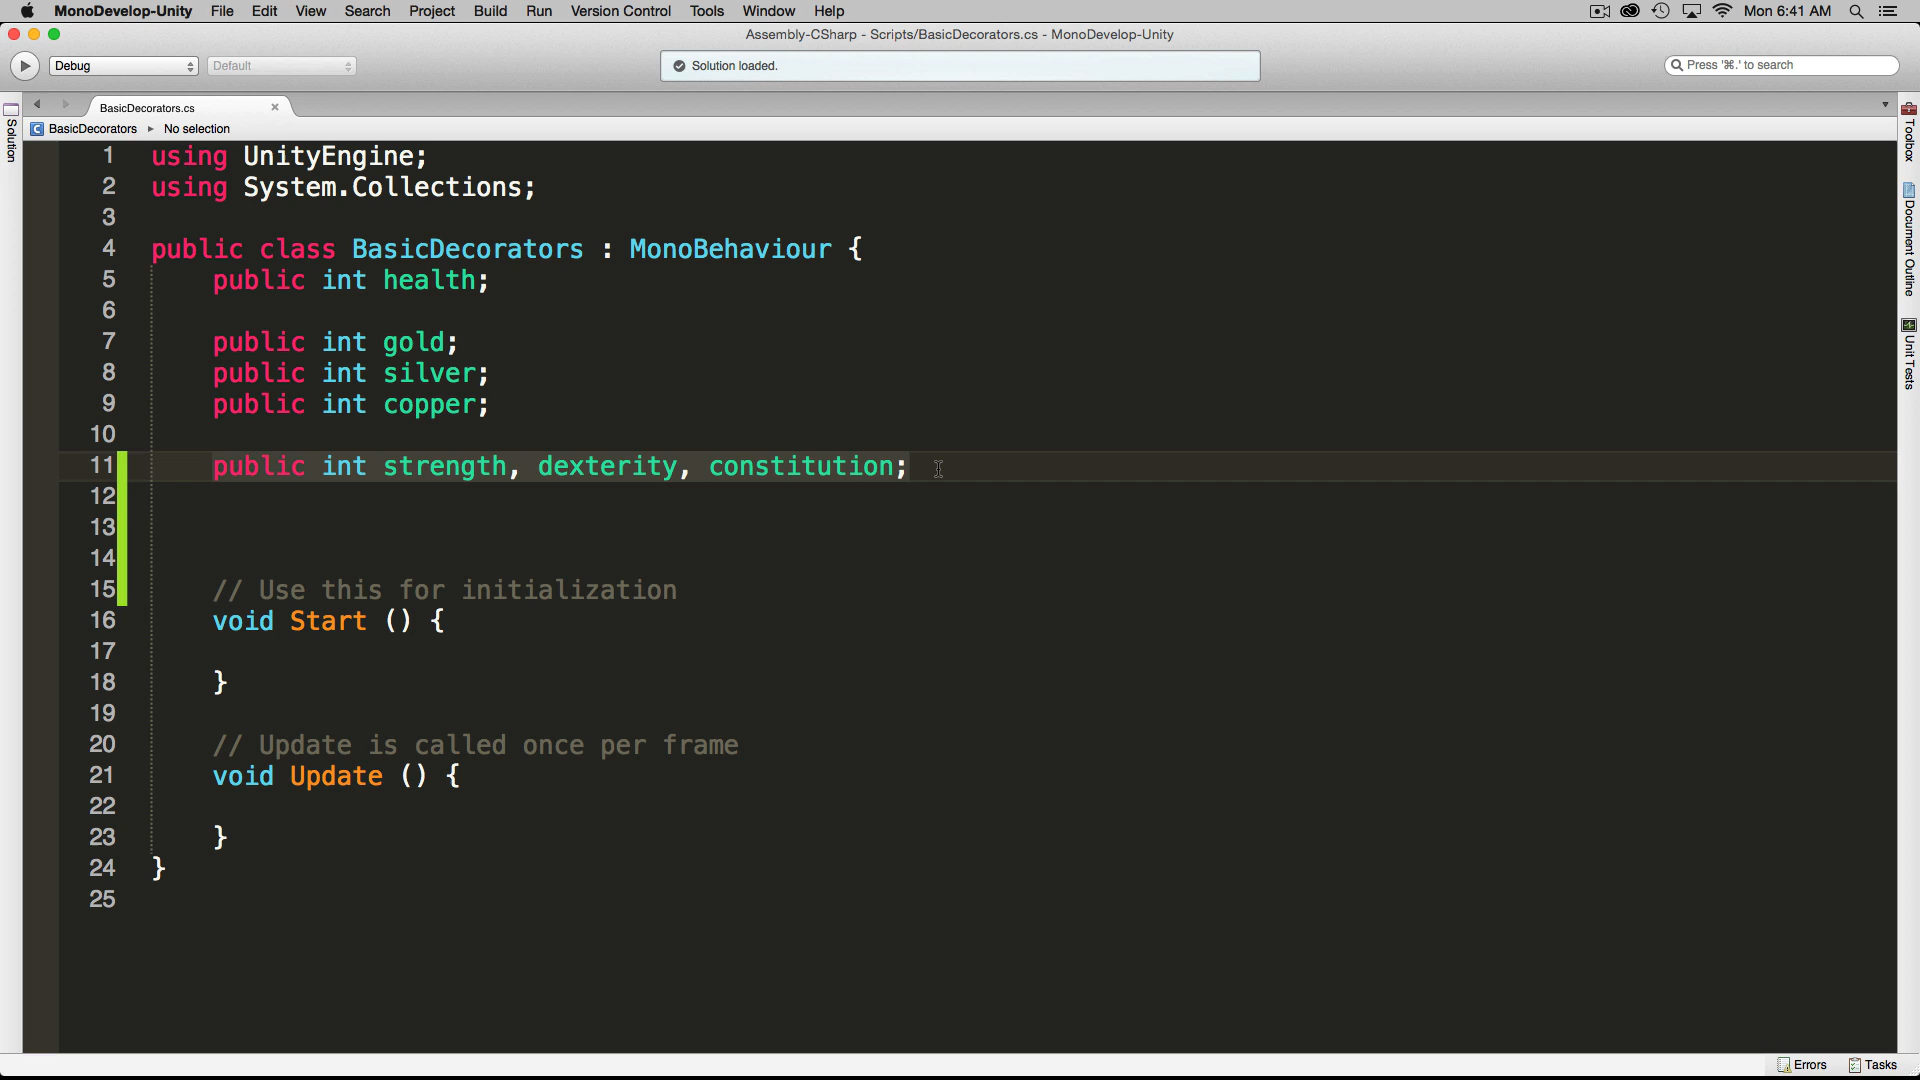 MonoDevelop-Unity File Edit View Search Project Build Run Version Control Tools Window Help Mon 6:41 AM
Assembly-CSharp - Scripts/BasicDecorators.cs - MonoDevelop-Unity
Debug Default Solution loaded. Press '⌘.' to search
BasicDecorators.cs
BasicDecorators No selection
Solution
Toolbox
Document Outline
Unit Tests
1 using UnityEngine;
2 using System.Collections;
3
4 public class BasicDecorators : MonoBehaviour {
5 public int health;
6
7 public int gold;
8 public int silver;
9 public int copper;
10
11 public int strength, dexterity, constitution;
12
13
14
15 // Use this for initialization
16 void Start () {
17
18 }
19
20 // Update is called once per frame
21 void Update () {
22
23 }
24 }
25
Errors Tasks